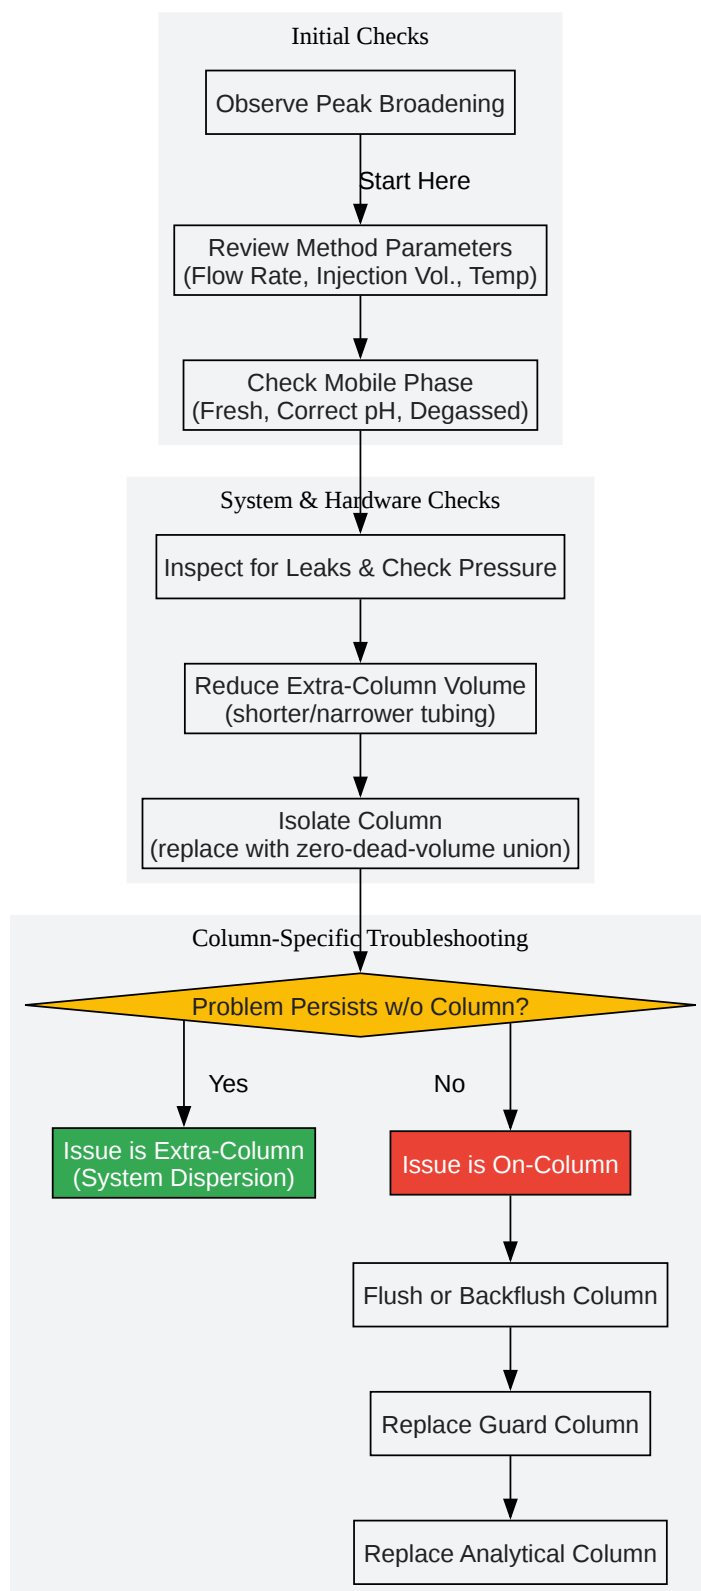 Initial Checks
Observe Peak Broadening
Start Here
Review Method Parameters
(Flow Rate, Injection Vol., Temp)
Check Mobile Phase
(Fresh, Correct pH, Degassed)
System & Hardware Checks
Inspect for Leaks & Check Pressure
Reduce Extra-Column Volume
(shorter/narrower tubing)
Isolate Column
(replace with zero-dead-volume union)
Column-Specific Troubleshooting
Problem Persists w/o Column?
Yes
No
Issue is Extra-Column
(System Dispersion)
Issue is On-Column
Flush or Backflush Column
Replace Guard Column
Replace Analytical Column